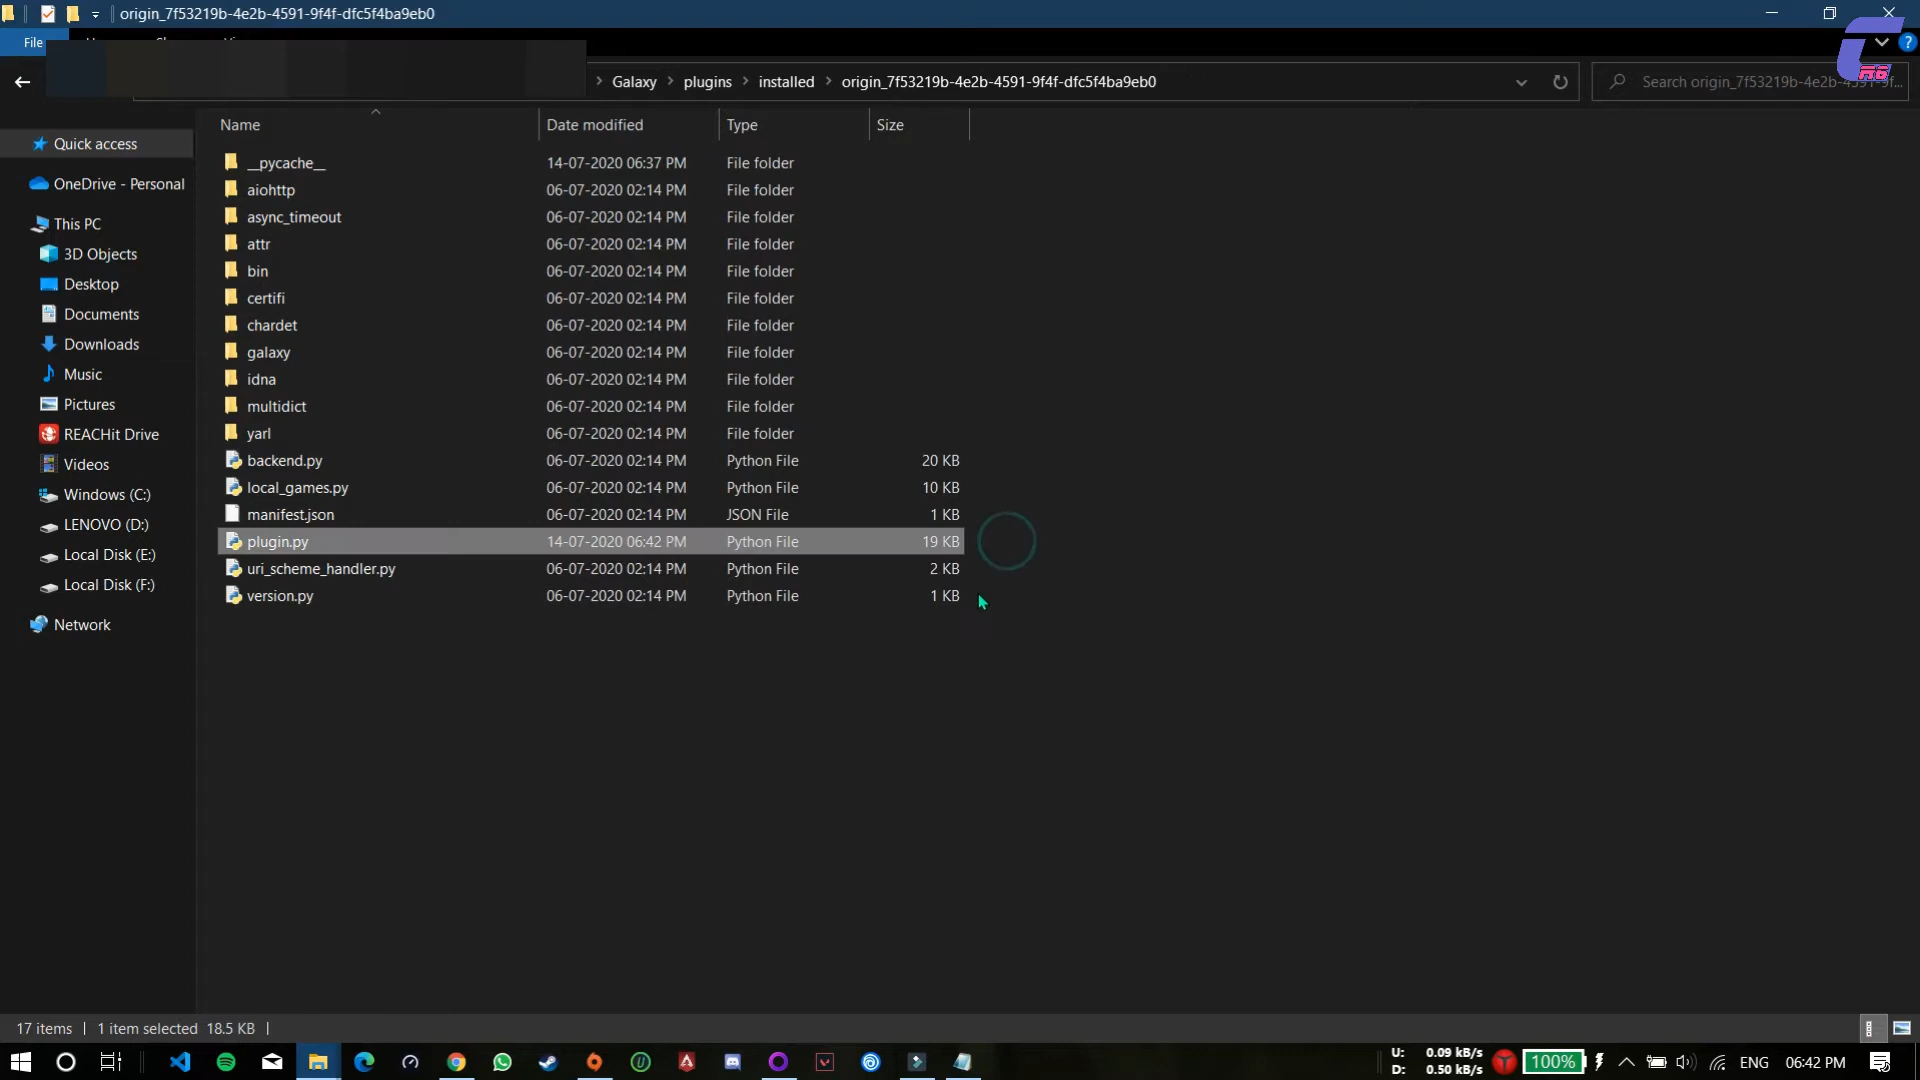 origin_7f53219b-4e2b-4591-9f4f-dfc5f4ba9eb0
File
Galaxy > plugins > installed > origin_7f53219b-4e2b-4591-9f4f-dfc5f4ba9eb0
Search origin_7f53219b-4e2b-4591-9f...
Name Date modified Type Size
Quick access
OneDrive - Personal
This PC
3D Objects
Desktop
Documents
Downloads
Music
Pictures
REACHit Drive
Videos
Windows (C:)
LENOVO (D:)
Local Disk (E:)
Local Disk (F:)
Network
__pycache__ 14-07-2020 06:37 PM File folder
aiohttp 06-07-2020 02:14 PM File folder
async_timeout 06-07-2020 02:14 PM File folder
attr 06-07-2020 02:14 PM File folder
bin 06-07-2020 02:14 PM File folder
certifi 06-07-2020 02:14 PM File folder
chardet 06-07-2020 02:14 PM File folder
galaxy 06-07-2020 02:14 PM File folder
idna 06-07-2020 02:14 PM File folder
multidict 06-07-2020 02:14 PM File folder
yarl 06-07-2020 02:14 PM File folder
backend.py 06-07-2020 02:14 PM Python File 20 KB
local_games.py 06-07-2020 02:14 PM Python File 10 KB
manifest.json 06-07-2020 02:14 PM JSON File 1 KB
plugin.py 14-07-2020 06:42 PM Python File 19 KB
uri_scheme_handler.py 06-07-2020 02:14 PM Python File 2 KB
version.py 06-07-2020 02:14 PM Python File 1 KB
17 items 1 item selected 18.5 KB
U: 0.09 kB/s
D: 0.50 kB/s
100%
ENG
06:42 PM